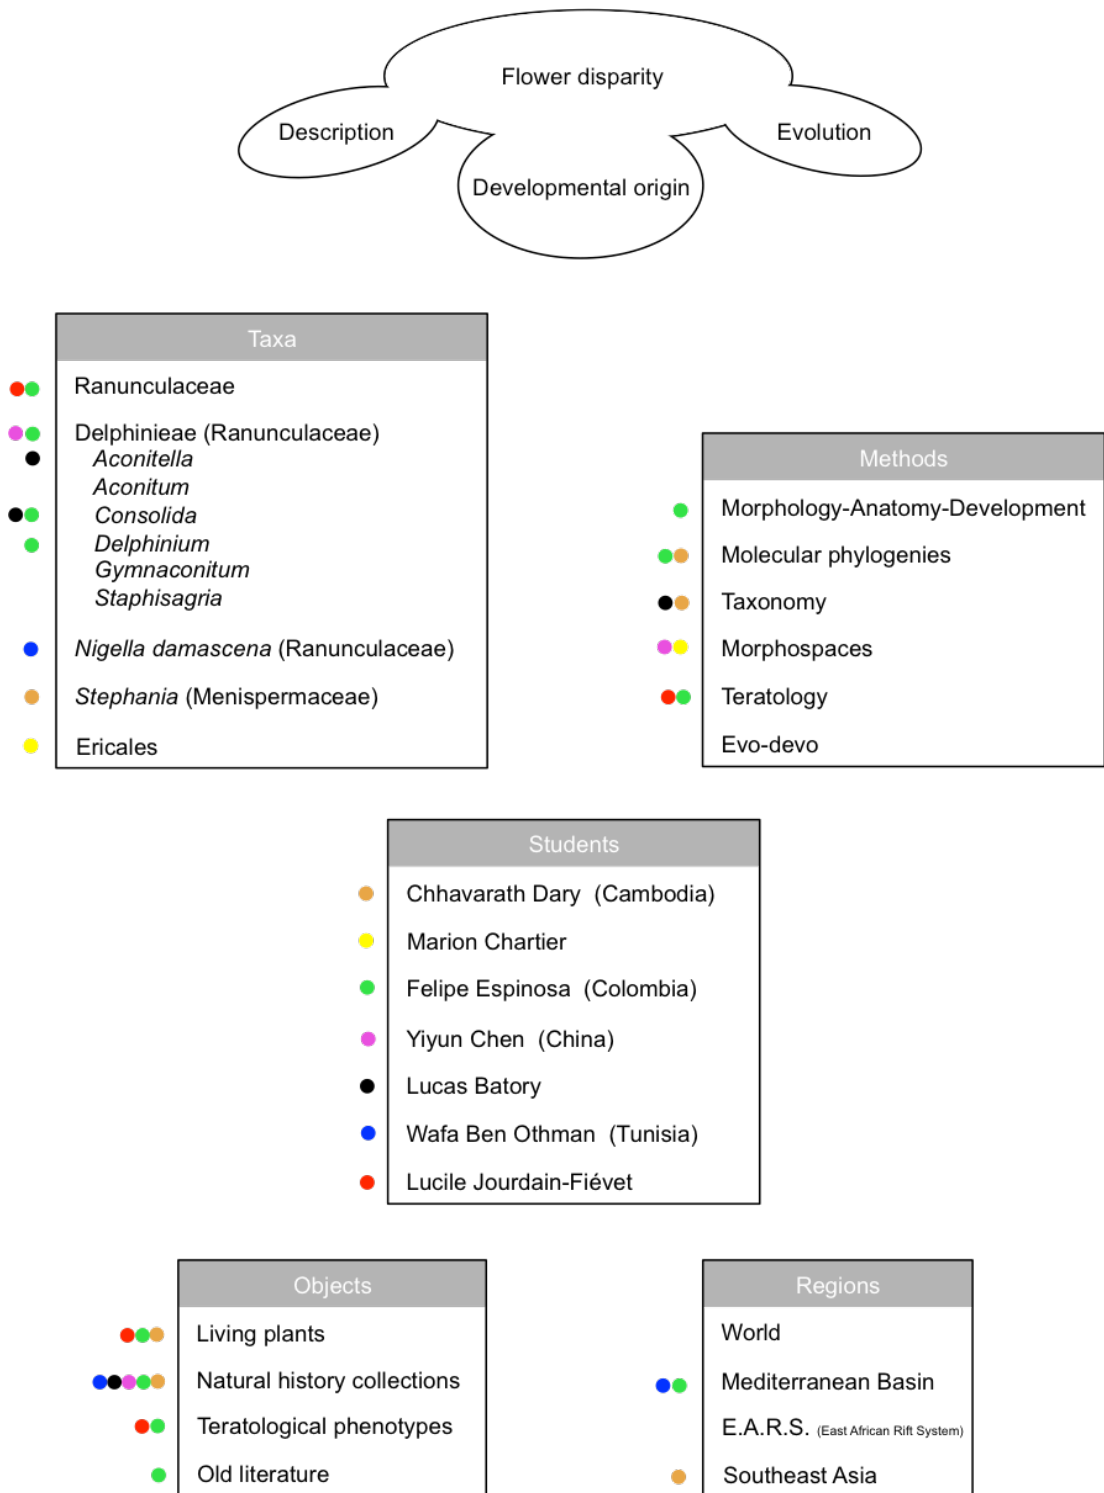 Flower disparity
Description
Evolution
Developmental origin
Taxa
Ranunculaceae
Delphinieae (Ranunculaceae)
Aconitella
Aconitum
Consolida
Delphinium
Gymnaconitum
Staphisagria
Nigella damascena (Ranunculaceae)
Stephania (Menispermaceae)
Ericales
Methods
Morphology-Anatomy-Development
Molecular phylogenies
Taxonomy
Morphospaces
Teratology
Evo-devo
Students
Chhavarath Dary (Cambodia)
Marion Chartier
Felipe Espinosa (Colombia)
Yiyun Chen (China)
Lucas Batory
Wafa Ben Othman (Tunisia)
Lucile Jourdain-Fiévet
Objects
Living plants
Natural history collections
Teratological phenotypes
Old literature
Regions
World
Mediterranean Basin
E.A.R.S. (East African Rift System)
Southeast Asia